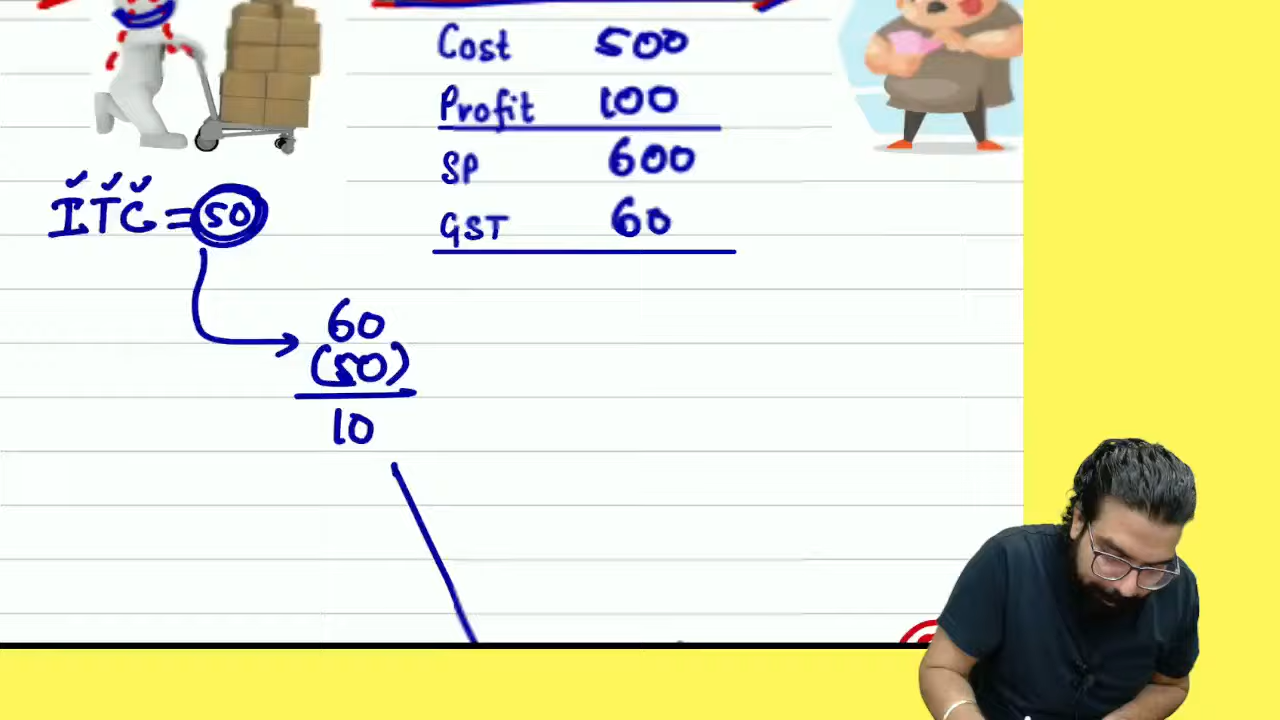 Cost 500
Profit 100
SP 600
GST 60
ITC = 50
60
(50)
10